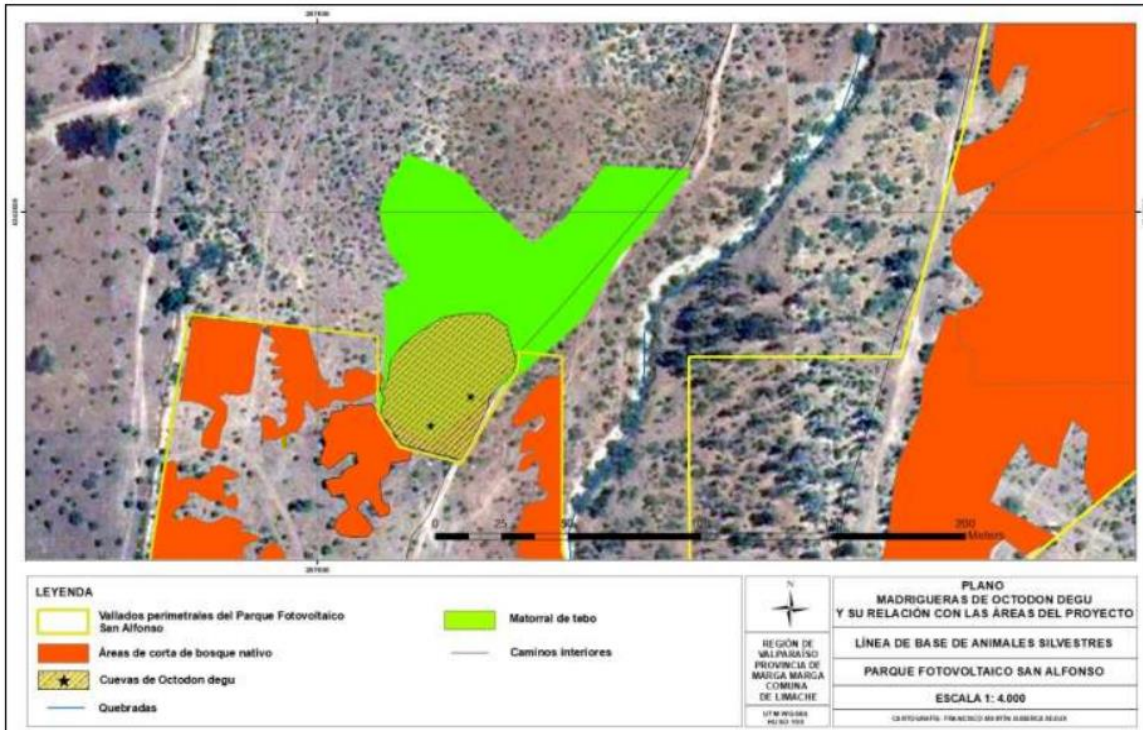 LEYENDA
Vallados perimetrales del Parque Fotovoltaico
San Alfonso
Áreas de corta de bosque nativo
Cuevas de Octodon degu
Quebradas
Matorral de tebo
Caminos interiores
0 25 50 200
Meters
N
REGIÓN DE
VALPARAÍSO
PROVINCIA DE
MARGA MARGA
COMUNA
DE LIMACHE
PLANO
MADRIGUERAS DE OCTODON DEGU
Y SU RELACIÓN CON LAS ÁREAS DEL PROYECTO
LÍNEA DE BASE DE ANIMALES SILVESTRES
PARQUE FOTOVOLTAICO SAN ALFONSO
ESCALA 1: 4.000